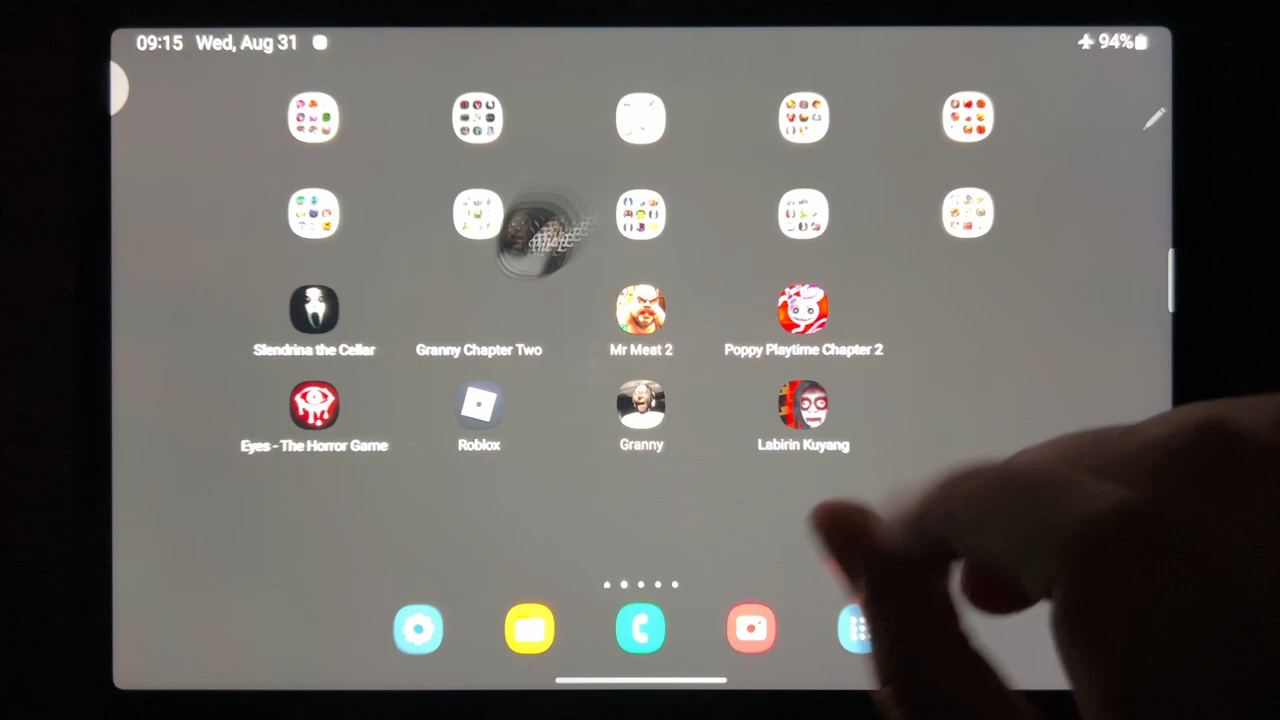 09:15 Wed, Aug 31 94%
Slendrina the Cellar Granny Chapter Two Mr Meat 2 Poppy Playtime Chapter 2
Eyes - The Horror Game Roblox Granny Labirin Kuyang